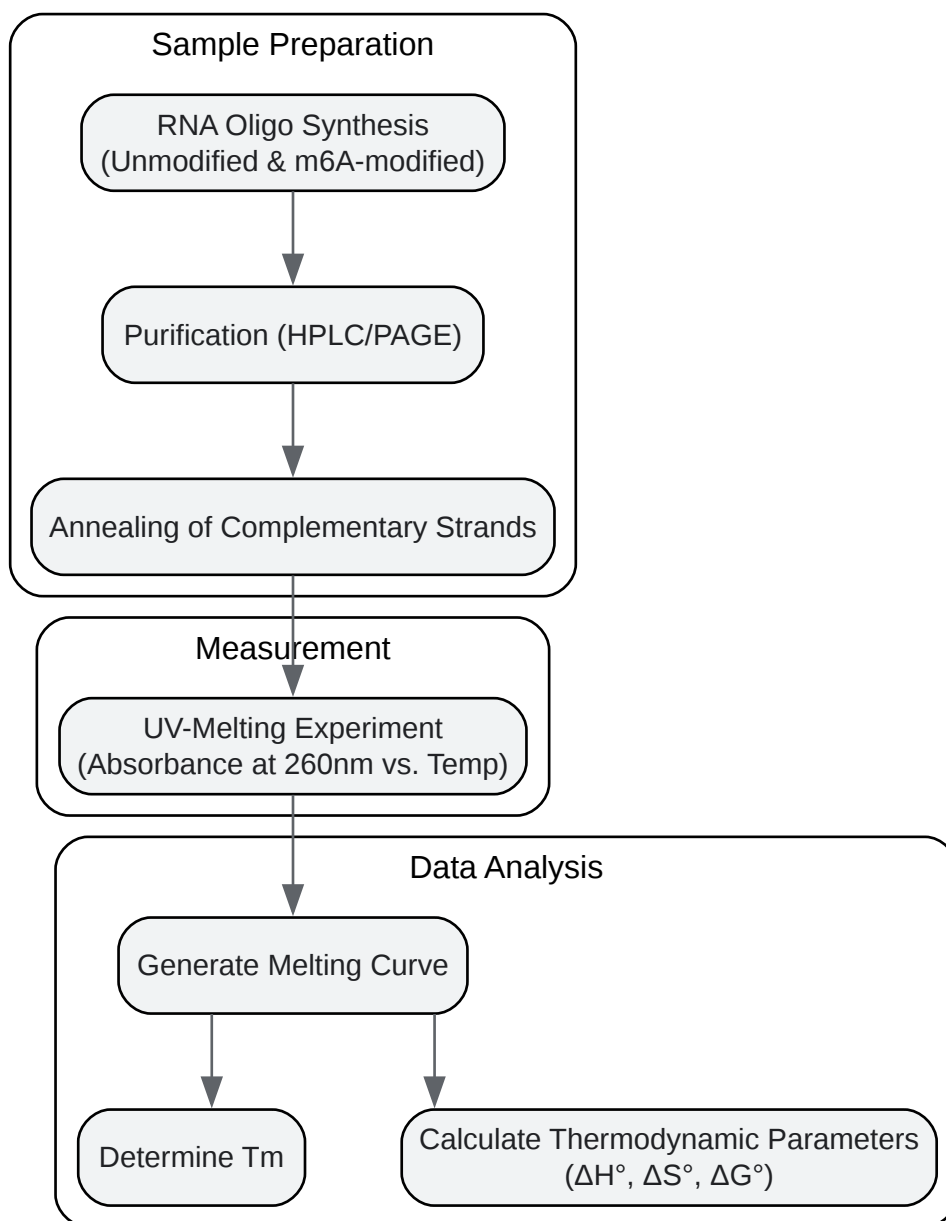 Sample Preparation
RNA Oligo Synthesis
(Unmodified & m6A-modified)
Purification (HPLC/PAGE)
Annealing of Complementary Strands
Measurement
UV-Melting Experiment
(Absorbance at 260nm vs. Temp)
Data Analysis
Generate Melting Curve
Determine Tm
Calculate Thermodynamic Parameters
(ΔH°, ΔS°, ΔG°)